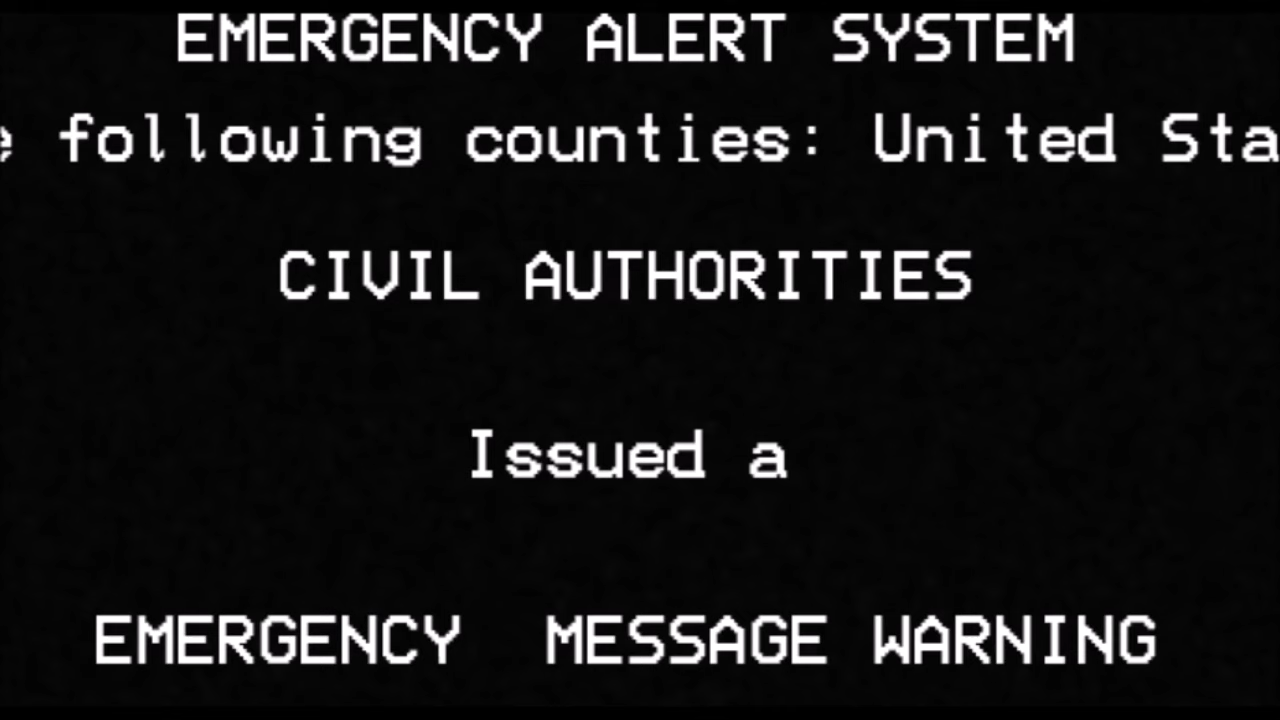 EMERGENCY ALERT SYSTEM
following counties: United
CIVIL AUTHORITIES
Issued a
EMERGENCY MESSAGE WARNING